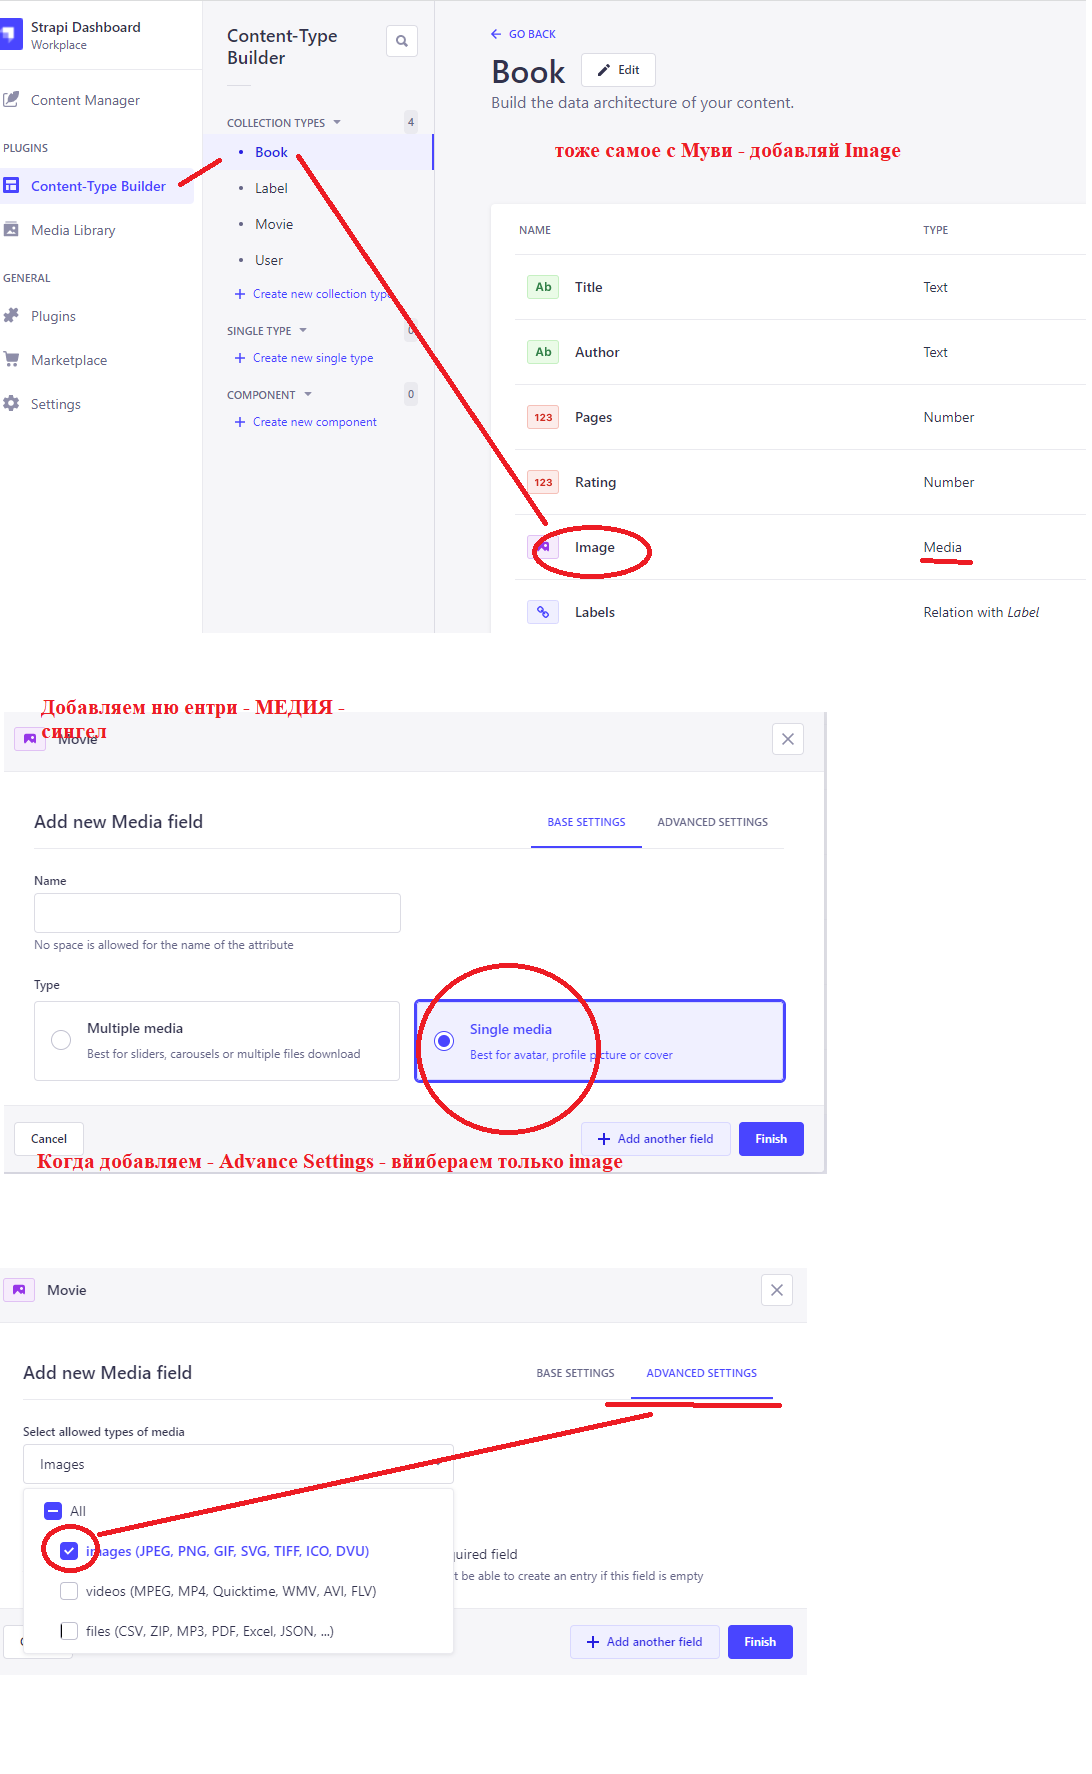 Strapi Dashboard
Workplace
Content Manager
PLUGINS
Content-Type Builder
Media Library
GENERAL
Plugins
Marketplace
Settings
Content-Type
Builder
COLLECTION TYPES
4
Book
Label
Movie
User
Create new collection type
SINGLE TYPE
0
Create new single type
COMPONENT
0
Create new component
GO BACK
Book
Edit
Build the data architecture of your content.
тоже самое с Муви - добавляй Image
NAME TYPE
Ab Title Text
Ab Author Text
123 Pages Number
123 Rating Number
Image Media
Labels Relation with Label
Добавляем ню ентри - МЕДИЯ -
сингел
Movie
Add new Media field
BASE SETTINGS
ADVANCED SETTINGS
Name
No space is allowed for the name of the attribute
Type
Multiple media
Best for sliders, carousels or multiple files download
Single media
Best for avatar, profile picture or cover
Cancel
Add another field
Finish
Когда добавляем - Advance Settings - вйибераем только image
Movie
Add new Media field
BASE SETTINGS
ADVANCED SETTINGS
Select allowed types of media
Images
All
images (JPEG, PNG, GIF, SVG, TIFF, ICO, DVU)
quired field
t be able to create an entry if this field is empty
videos (MPEG, MP4, Quicktime, WMV, AVI, FLV)
files (CSV, ZIP, MP3, PDF, Excel, JSON, ...)
Add another field
Finish